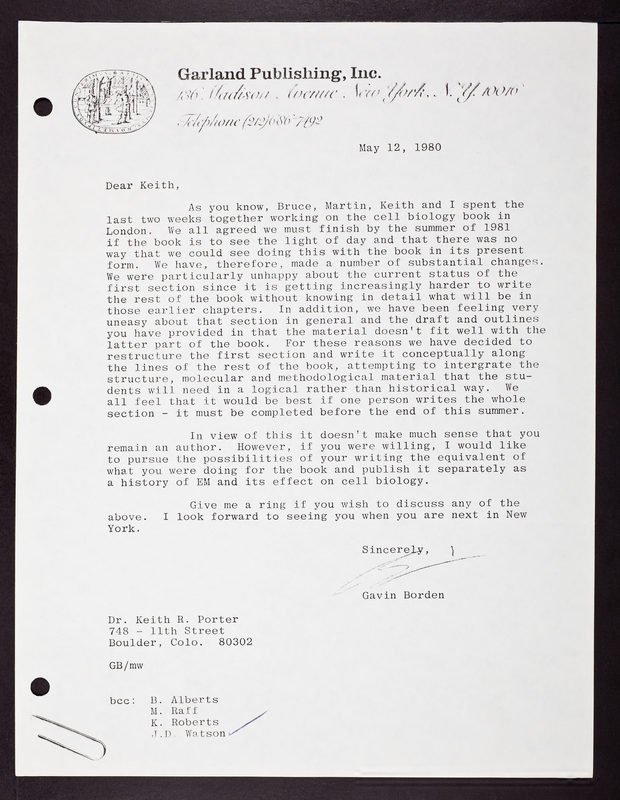 Garland Publishing, Inc.
136 Madison Avenue New York, N.Y. 10016
Telephone (212) 686-7492
May 12, 1980
Dear Keith,
As you know, Bruce, Martin, Keith and I spent the
last two weeks together working on the cell biology book in
London. We all agreed we must finish by the summer of 1981
if the book is to see the light of day and that there was no
way that we could see doing this with the book in its present
form. We have, therefore, made a number of substantial changes.
We were particularly unhappy about the current status of the
first section since it is getting increasingly harder to write
the rest of the book without knowing in detail what will be in
those earlier chapters. In addition, we have been feeling very
uneasy about that section in general and the draft and outlines
you have provided in that the material doesn't fit well with the
latter part of the book. For these reasons we have decided to
restructure the first section and write it conceptually along
the lines of the rest of the book, attempting to intergrate the
structure, molecular and methodological material that the stu-
dents will need in a logical rather than historical way. We
all feel that it would be best if one person writes the whole
section - it must be completed before the end of this summer.
In view of this it doesn't make much sense that you
remain an author. However, if you were willing, I would like
to pursue the possibilities of your writing the equivalent of
what you were doing for the book and publish it separately as
a history of EM and its effect on cell biology.
Give me a ring if you wish to discuss any of the
above. I look forward to seeing you when you are next in New
York.
Sincerely,
Gavin Borden
Dr. Keith R. Porter
748 - 11th Street
Boulder, Colo. 80302
GB/mw
bcc: B. Alberts
M. Raff
K. Roberts
J.D. Watson